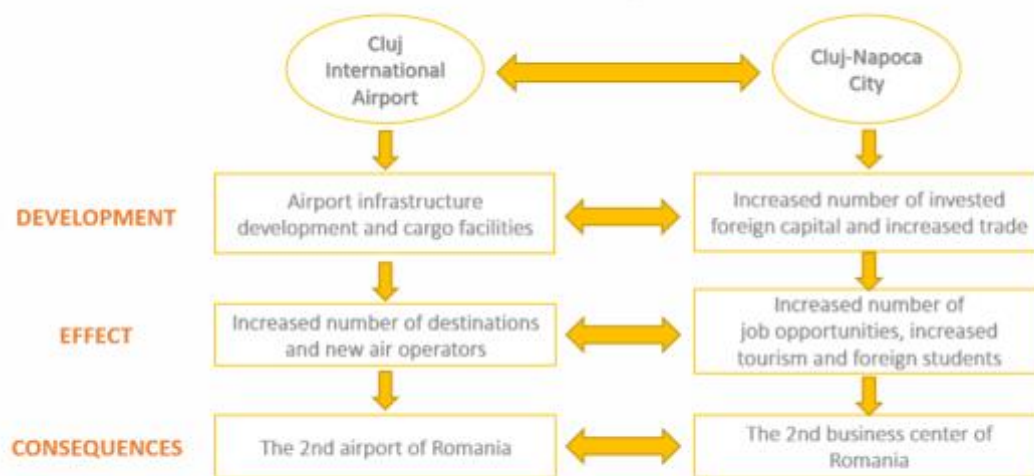 Cluj
International
Airport
Cluj-Napoca
City
DEVELOPMENT
Airport infrastructure
development and cargo facilities
Increased number of invested
foreign capital and increased trade
EFFECT
Increased number of destinations
and new air operators
Increased number of
job opportunities, increased
tourism and foreign students
CONSEQUENCES
The 2nd airport of Romania
The 2nd business center of
Romania